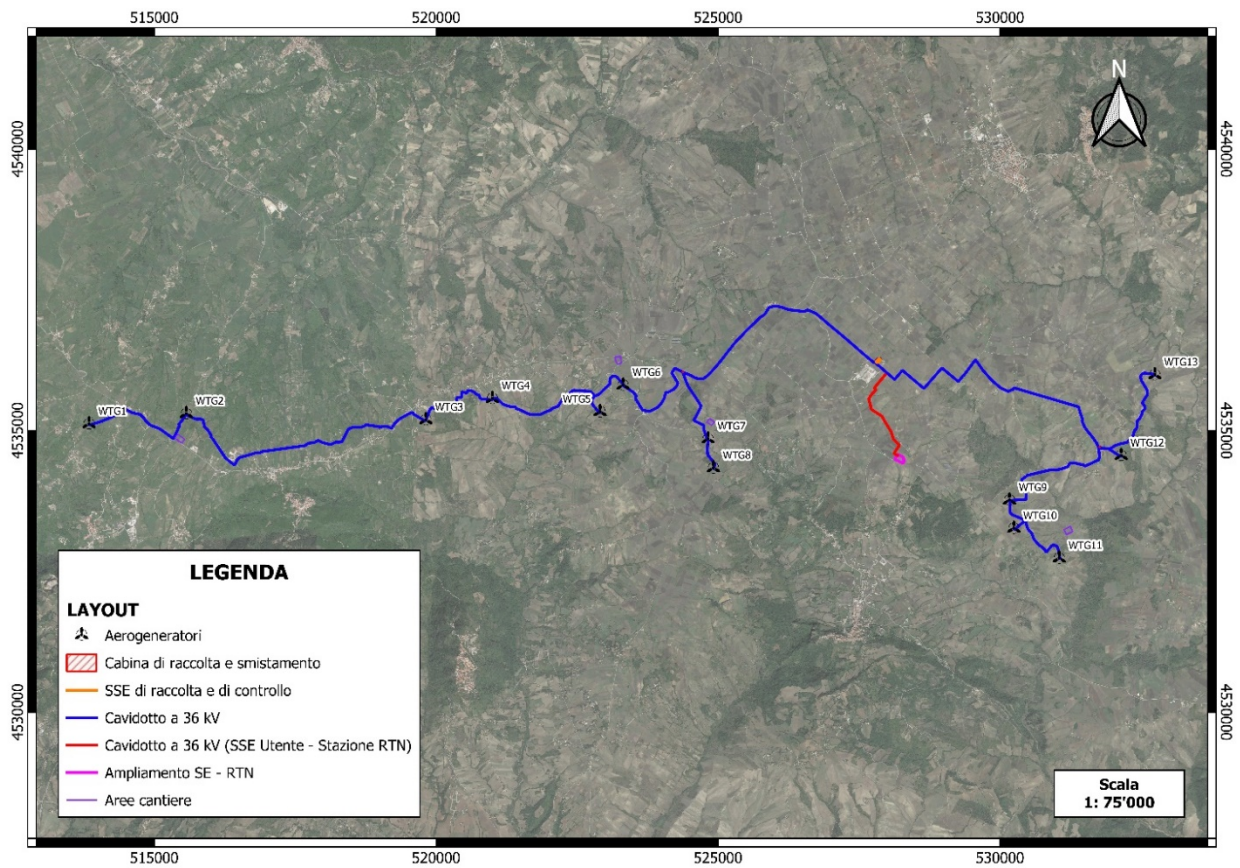 515000 520000 525000 530000
N
4540000 4540000
WTG13
WTG6
WTG4
WTG5
WTG2
WTG3
WTG1
4535000 4535000
WTG7
WTG12
WTG8
WTG9
WTG10
WTG11
LEGENDA
LAYOUT
Aerogeneratori
Cabina di raccolta e smistamento
SSE di raccolta e di controllo
Cavidotto a 36 kV
Cavidotto a 36 kV (SSE Utente - Stazione RTN)
Ampliamento SE - RTN
Aree cantiere
4530000 4530000
Scala
1: 75'000
515000 520000 525000 530000